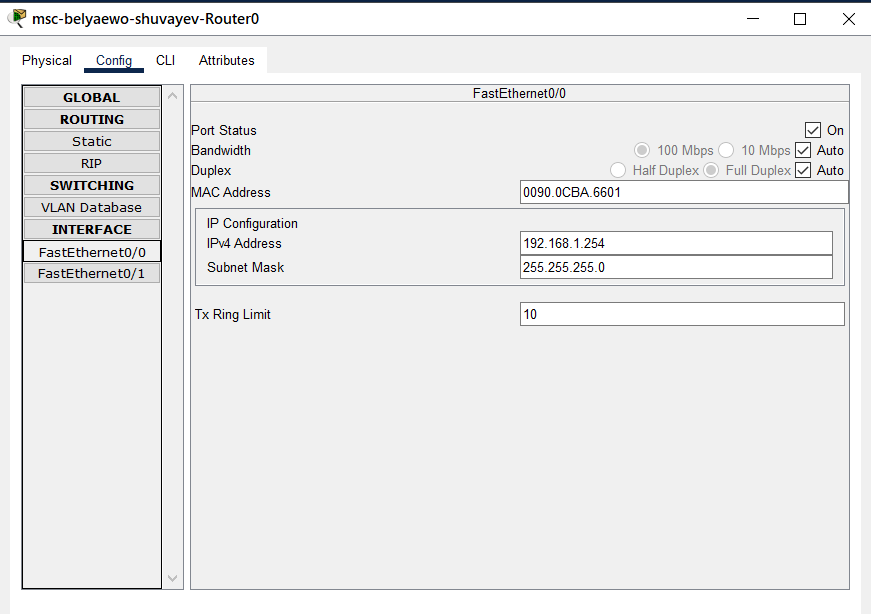 msc-belyaewo-shuvayev-Router0
Physical Config CLI Attributes
GLOBAL
ROUTING
Static
RIP
SWITCHING
VLAN Database
INTERFACE
FastEthernet0/0
FastEthernet0/1
FastEthernet0/0
Port Status On
Bandwidth 100 Mbps 10 Mbps Auto
Duplex Half Duplex Full Duplex Auto
MAC Address 0090.0CBA.6601
IP Configuration
IPv4 Address 192.168.1.254
Subnet Mask 255.255.255.0
Tx Ring Limit 10